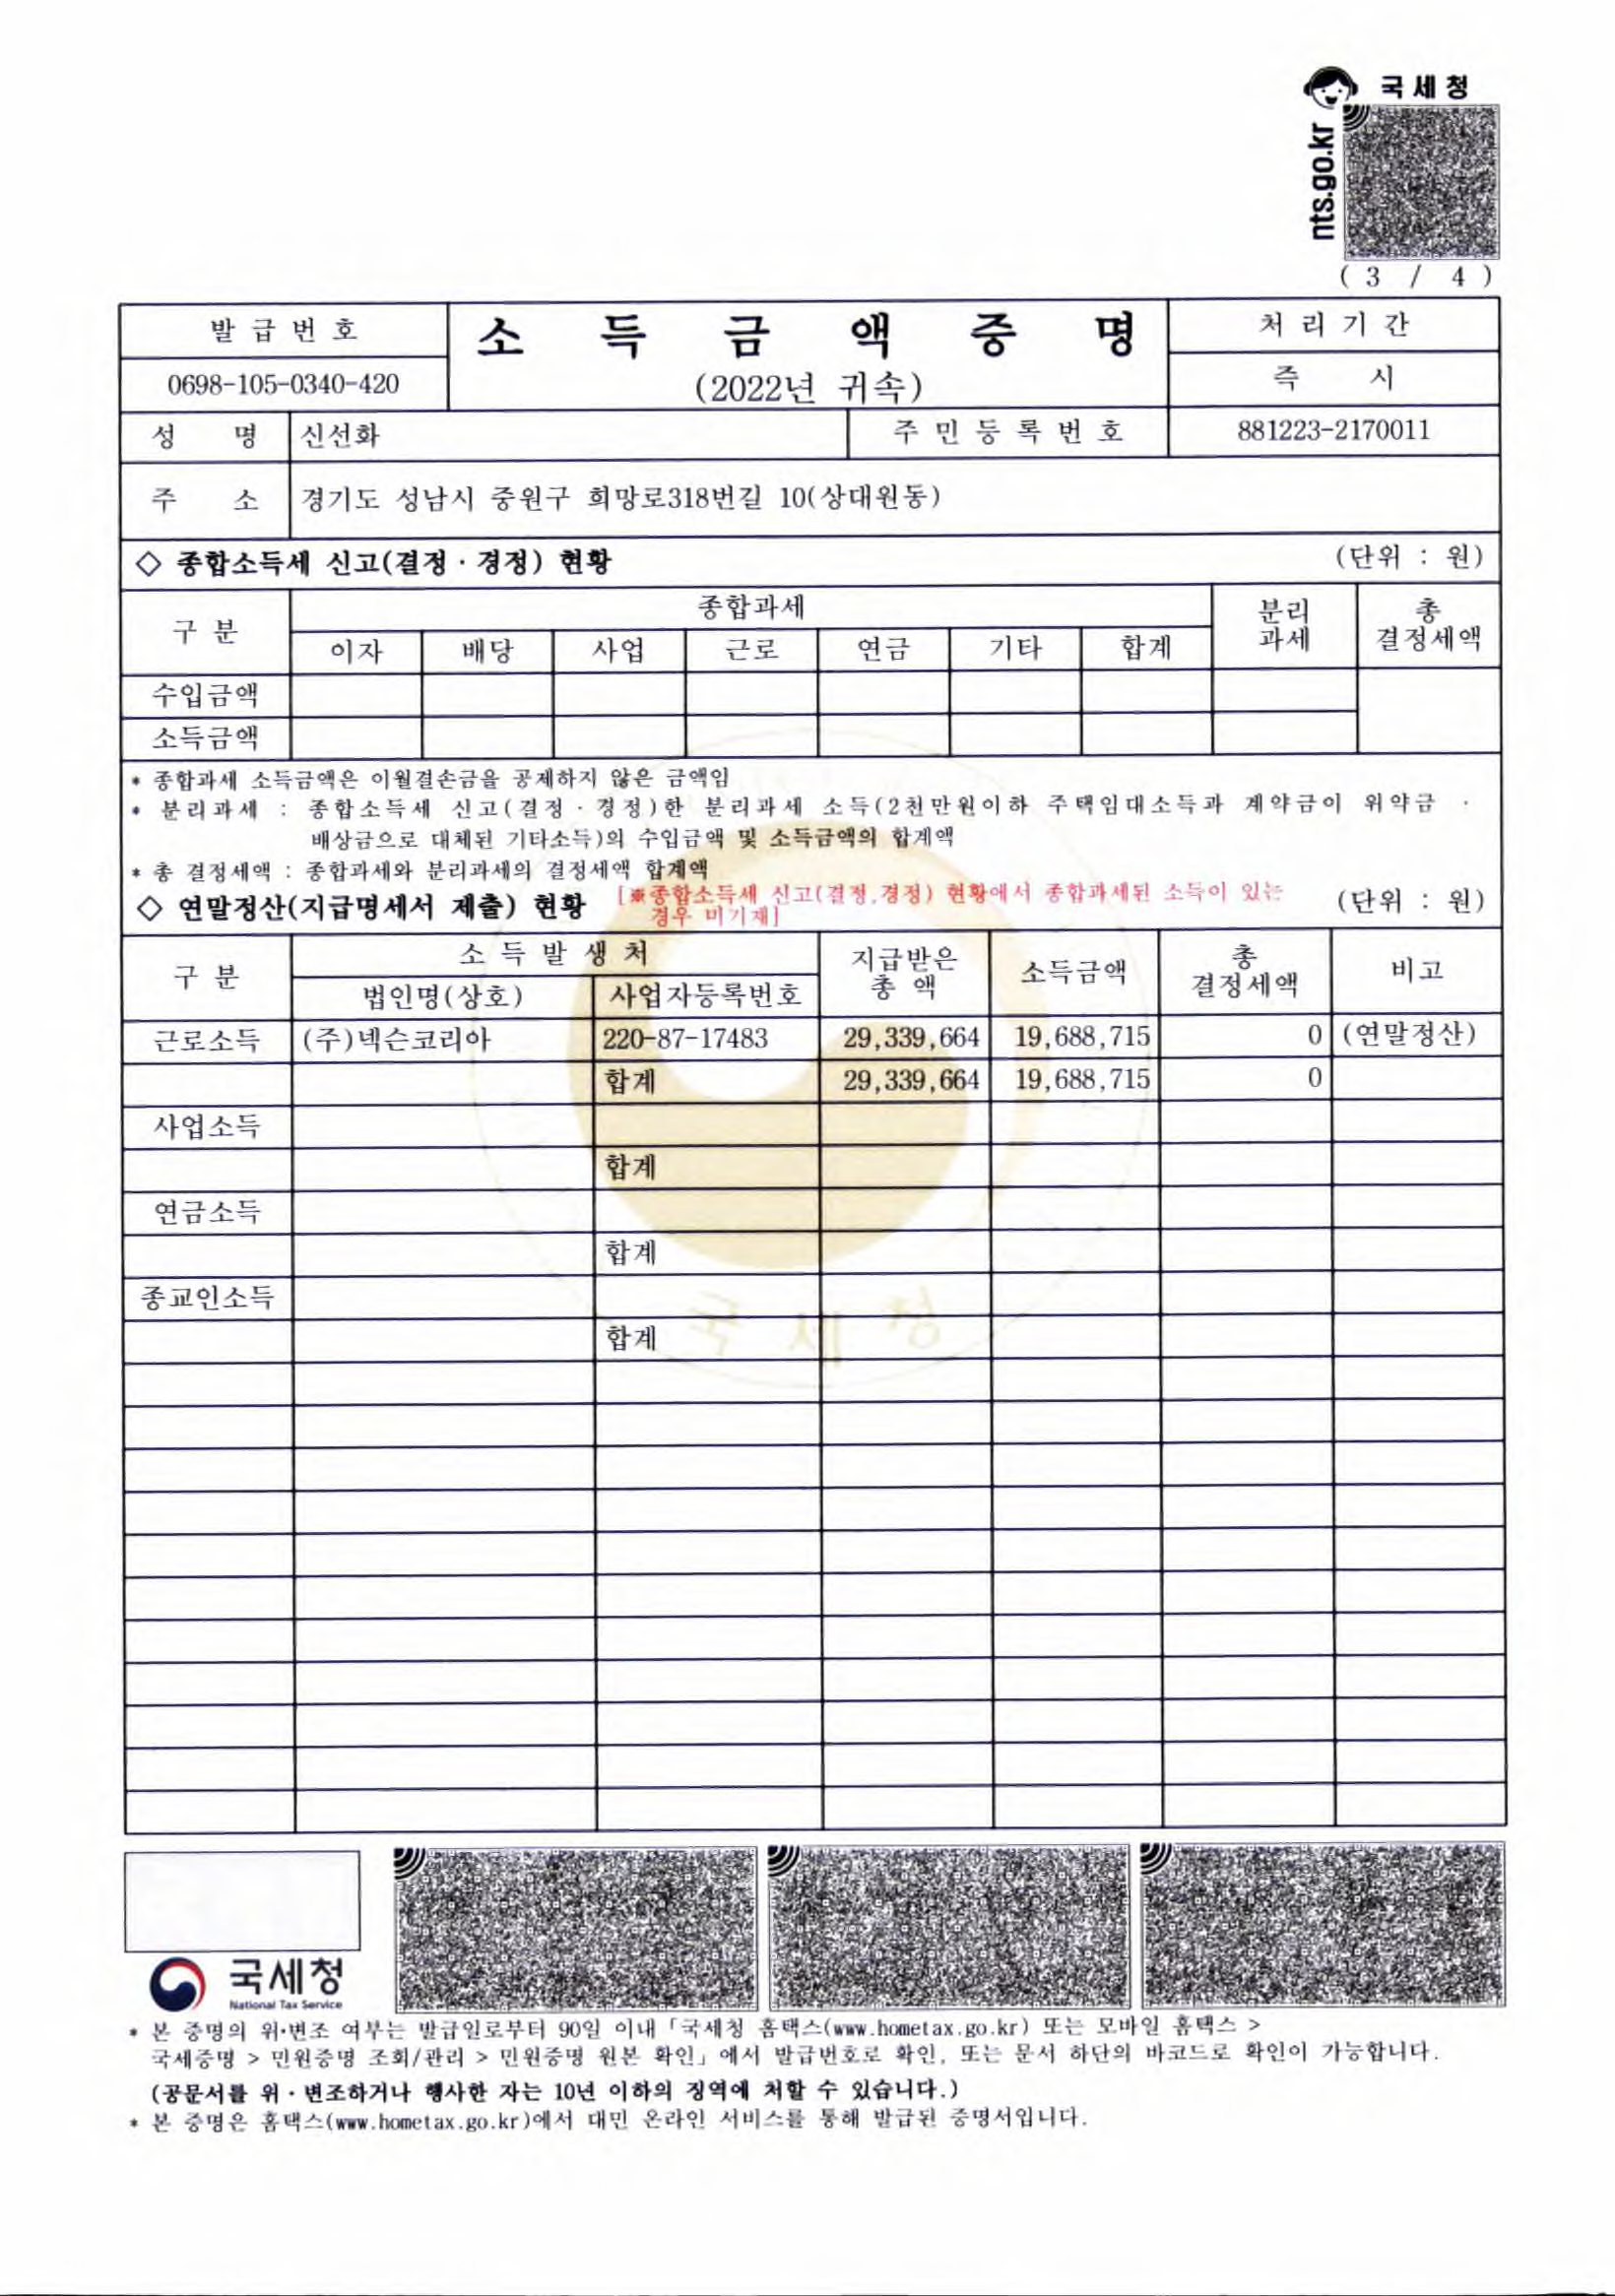 국세청
nts.go.kr
( 3 / 4 )
발 급 번 호
소 득 금 액 증 명
처 리 기 간
0698-105-0340-420
(2022년 귀속)
즉 시
성 명 신선화 주 민 등 록 번 호 881223-2170011
주 소 경기도 성남시 중원구 희망로318번길 10(상대원동)
◇ 종합소득세 신고(결정 · 경정) 현황 (단위 : 원)
구 분 종합과세 분리과세 총결정세액
이자 배당 사업 근로 연금 기타 합계
수입금액
소득금액
* 종합과세 소득금액은 이월결손금을 공제하지 않은 금액임
* 분리과세 : 종합소득세 신고(결정 · 경정)한 분리과세 소득(2천만원이하 주택임대소득과 계약금이 위약금 ·
배상금으로 대체된 기타소득)의 수입금액 및 소득금액의 합계액
* 총 결정세액 : 종합과세와 분리과세의 결정세액 합계액
◇ 연말정산(지급명세서 제출) 현황 [※종합소득세 신고(결정,경정) 현황에서 종합과세된 소득이 있는 (단위 : 원)
경우 미기재]
구 분 소 득 발 생 처 지급받은 총 액 소득금액 총 결정세액 비고
법인명(상호) 사업자등록번호
근로소득 (주)넥슨코리아 220-87-17483 29,339,664 19,688,715 0 (연말정산)
합계 29,339,664 19,688,715 0
사업소득
합계
연금소득
합계
종교인소득
합계
국세청
국세청
National Tax Service
* 본 증명의 위·변조 여부는 발급일로부터 90일 이내「국세청 홈택스(www.hometax.go.kr) 또는 모바일 홈택스 >
국세증명 > 민원증명 조회/관리 > 민원증명 원본 확인」에서 발급번호로 확인, 또는 문서 하단의 바코드로 확인이 가능합니다.
(공문서를 위 · 변조하거나 행사한 자는 10년 이하의 징역에 처할 수 있습니다.)
* 본 증명은 홈택스(www.hometax.go.kr)에서 대민 온라인 서비스를 통해 발급된 증명서입니다.